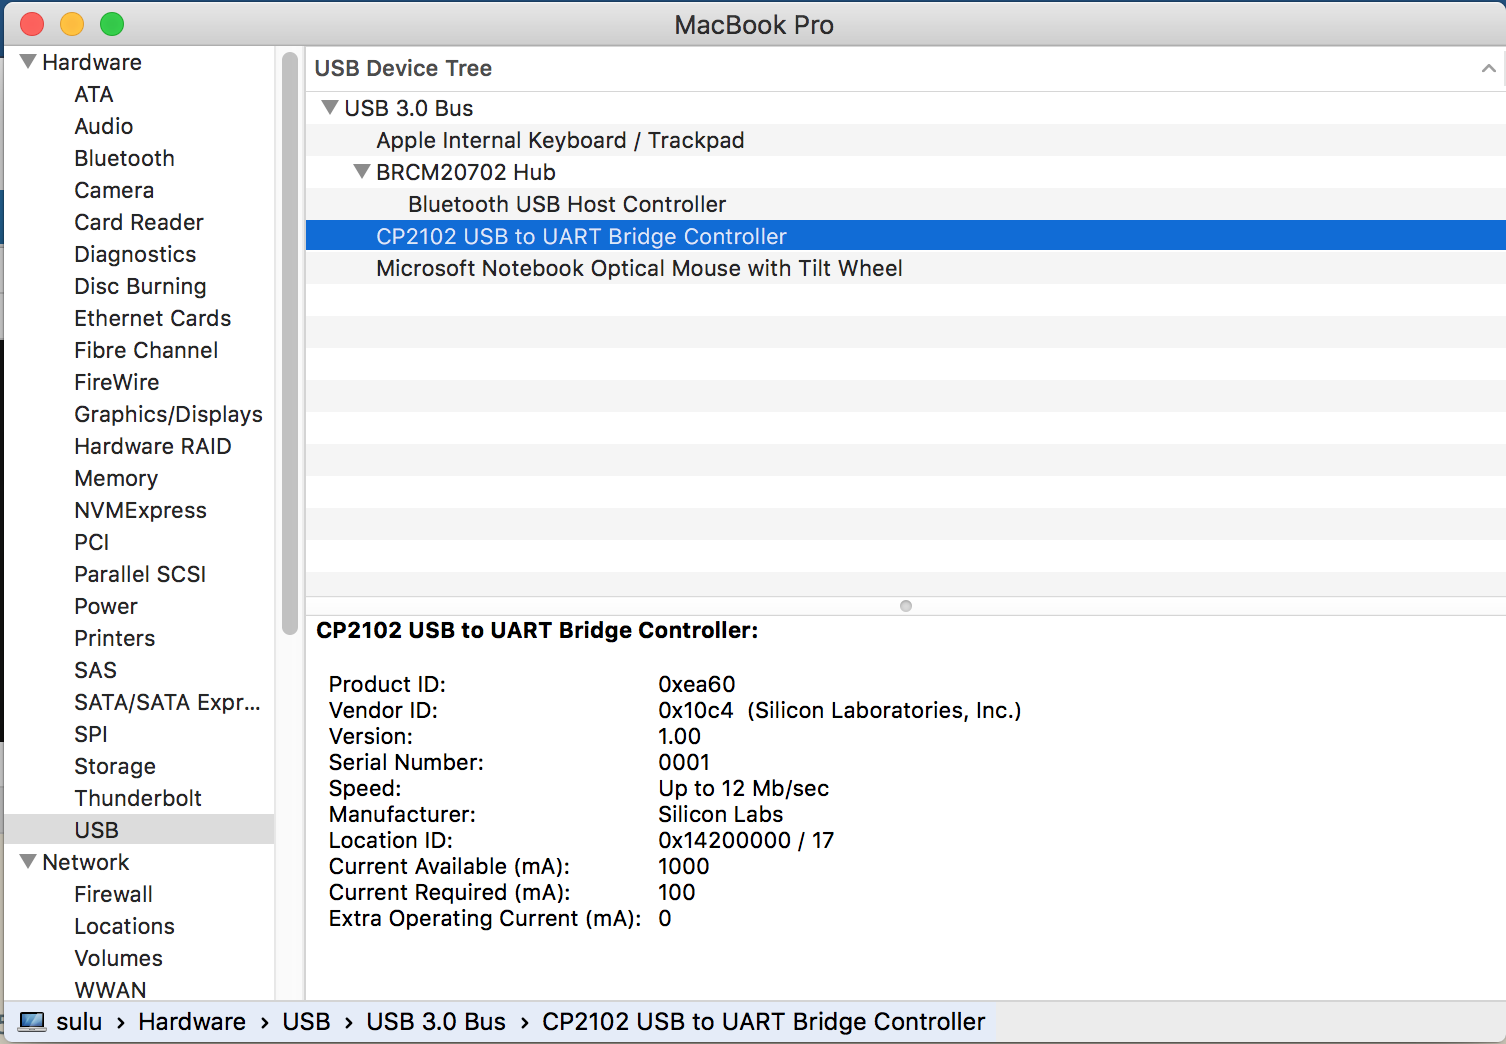 MacBook Pro
Hardware
ATA
Audio
Bluetooth
Camera
Card Reader
Diagnostics
Disc Burning
Ethernet Cards
Fibre Channel
FireWire
Graphics/Displays
Hardware RAID
Memory
NVMExpress
PCI
Parallel SCSI
Power
Printers
SAS
SATA/SATA Expr...
SPI
Storage
Thunderbolt
USB
Network
Firewall
Locations
Volumes
WWAN
USB Device Tree
USB 3.0 Bus
Apple Internal Keyboard / Trackpad
BRCM20702 Hub
Bluetooth USB Host Controller
CP2102 USB to UART Bridge Controller
Microsoft Notebook Optical Mouse with Tilt Wheel
CP2102 USB to UART Bridge Controller:
Product ID: 0xea60
Vendor ID: 0x10c4 (Silicon Laboratories, Inc.)
Version: 1.00
Serial Number: 0001
Speed: Up to 12 Mb/sec
Manufacturer: Silicon Labs
Location ID: 0x14200000 / 17
Current Available (mA): 1000
Current Required (mA): 100
Extra Operating Current (mA): 0
sulu › Hardware › USB › USB 3.0 Bus › CP2102 USB to UART Bridge Controller